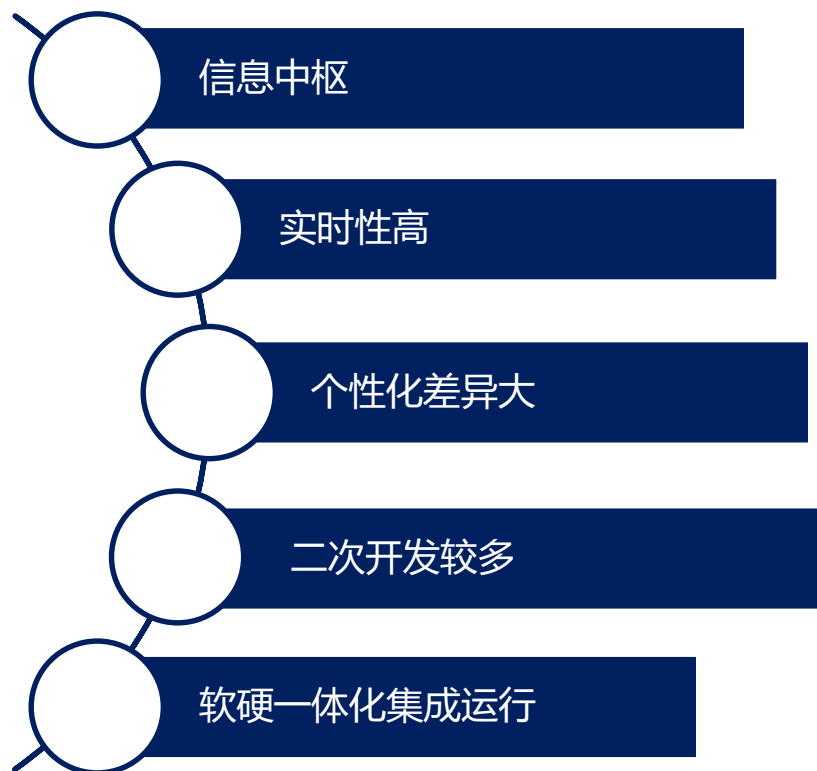 信息中枢
实时性高
个性化差异大
二次开发较多
软硬一体化集成运行